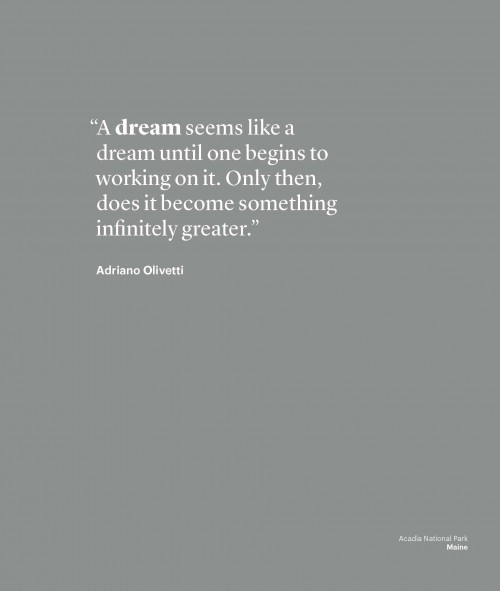 “A dream seems like a
dream until one begins to
working on it. Only then,
does it become something
infinitely greater.”
Adriano Olivetti
Acadia National Park
Maine